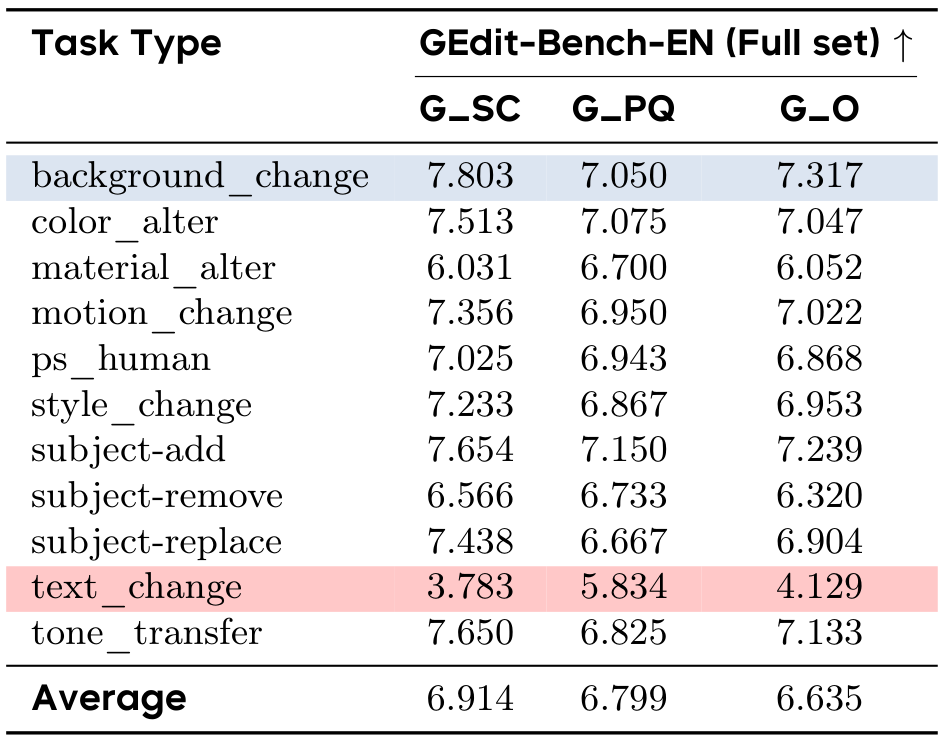 Task Type GEdit-Bench-EN (Full set) ↑
G_SC G_PQ G_O
background_change 7.803 7.050 7.317
color_alter 7.513 7.075 7.047
material_alter 6.031 6.700 6.052
motion_change 7.356 6.950 7.022
ps_human 7.025 6.943 6.868
style_change 7.233 6.867 6.953
subject-add 7.654 7.150 7.239
subject-remove 6.566 6.733 6.320
subject-replace 7.438 6.667 6.904
text_change 3.783 5.834 4.129
tone_transfer 7.650 6.825 7.133
Average 6.914 6.799 6.635